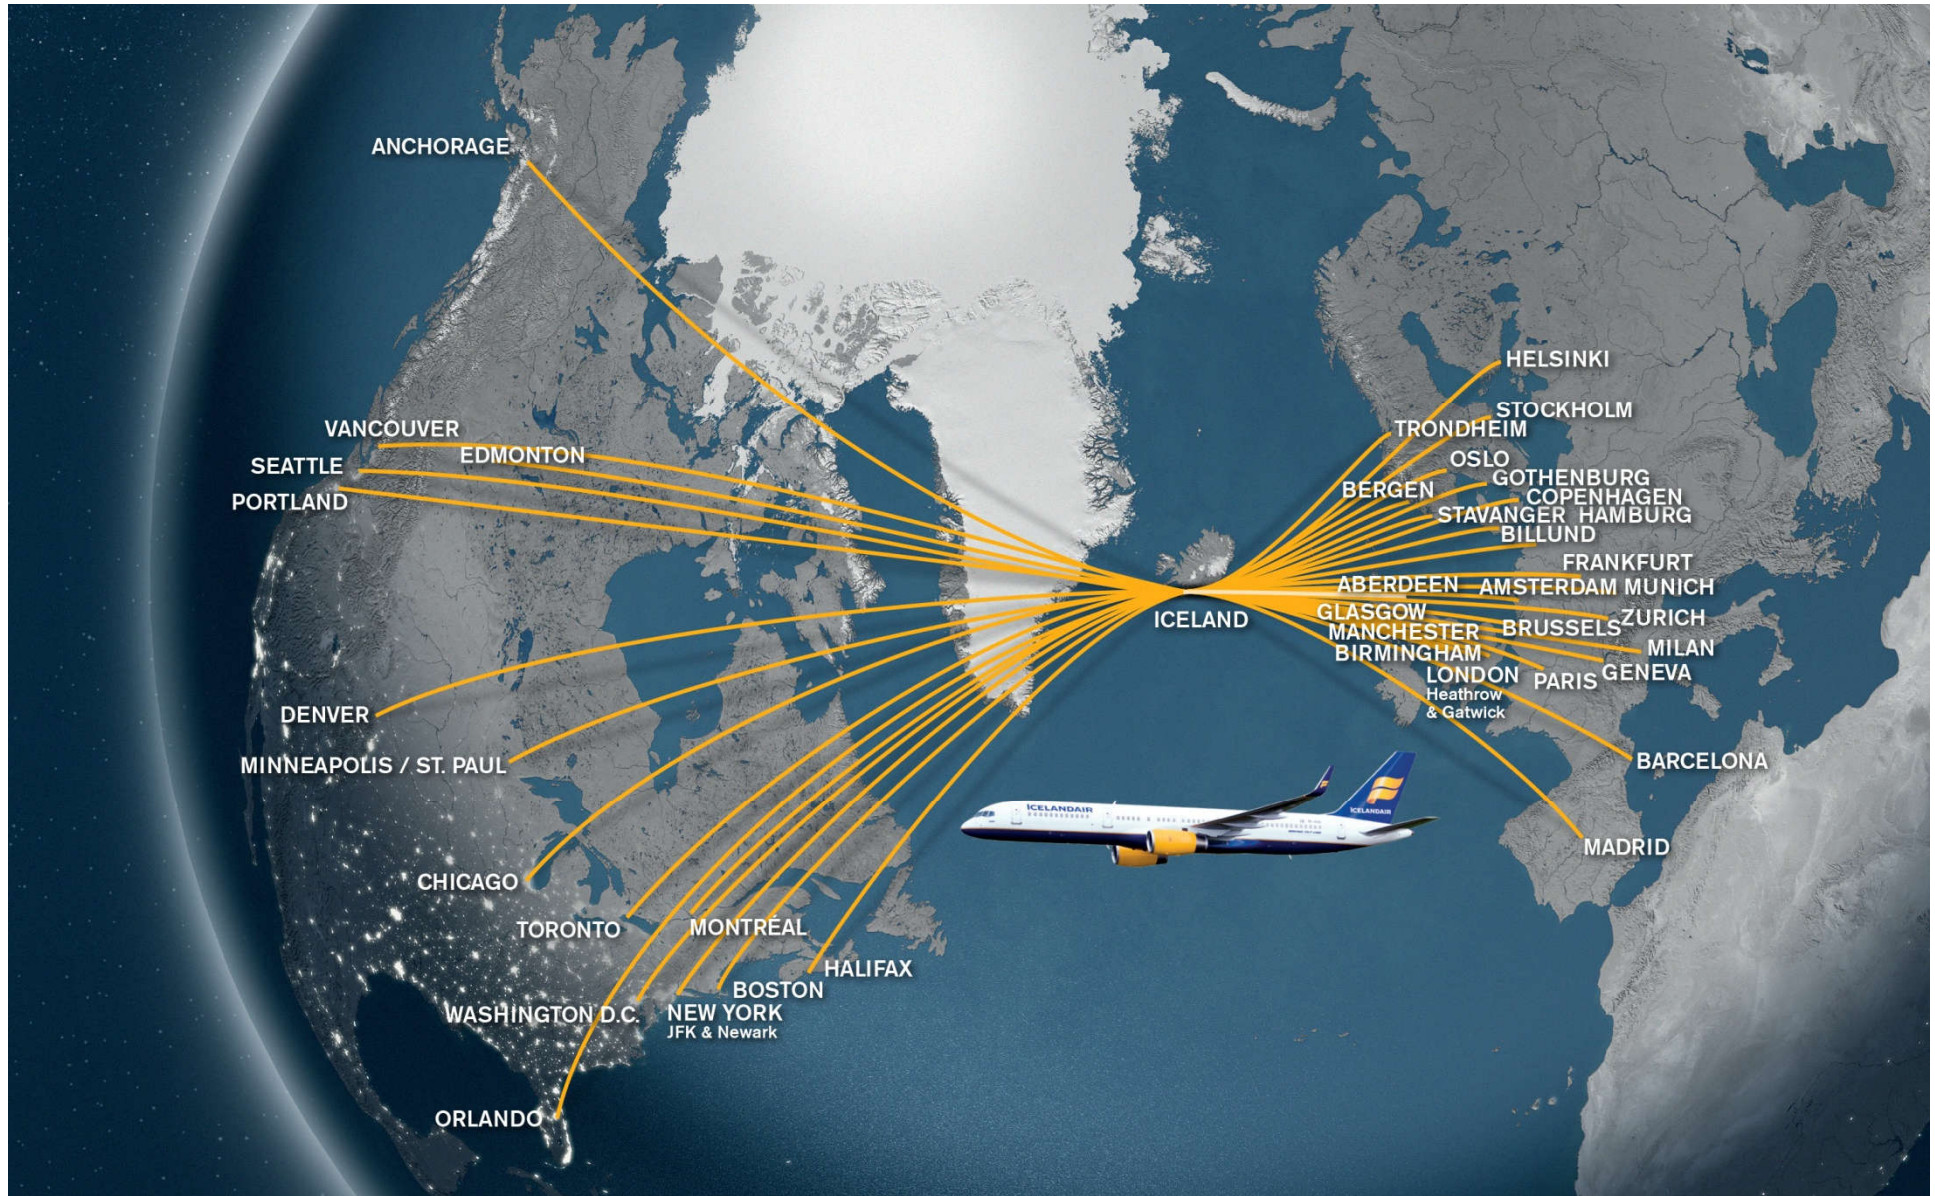 ANCHORAGE
VANCOUVER
EDMONTON
SEATTLE
PORTLAND
DENVER
MINNEAPOLIS / ST. PAUL
CHICAGO
TORONTO
MONTRÉAL
HALIFAX
BOSTON
WASHINGTON D.C.
NEW YORK
JFK & Newark
ORLANDO
ICELAND
HELSINKI
STOCKHOLM
TRONDHEIM
OSLO
GOTHENBURG
BERGEN
COPENHAGEN
STAVANGER HAMBURG
BILLUND
FRANKFURT
ABERDEEN
AMSTERDAM MUNICH
GLASGOW
ZURICH
MANCHESTER
BRUSSELS
BIRMINGHAM
MILAN
LONDON
Heathrow
& Gatwick
PARIS
GENEVA
BARCELONA
MADRID
ICELANDAIR
ICELANDAIR